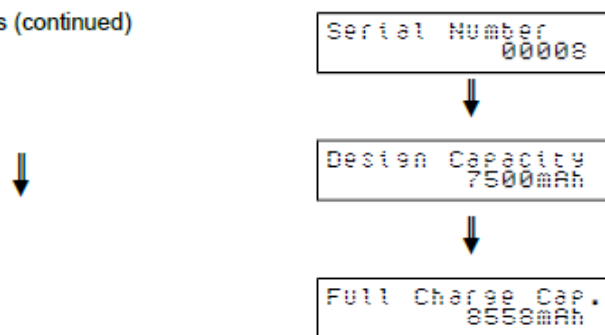 s (continued)
Serial Number
00008
Design Capacity
7500mAh
Full Charge Cap.
8558mAh